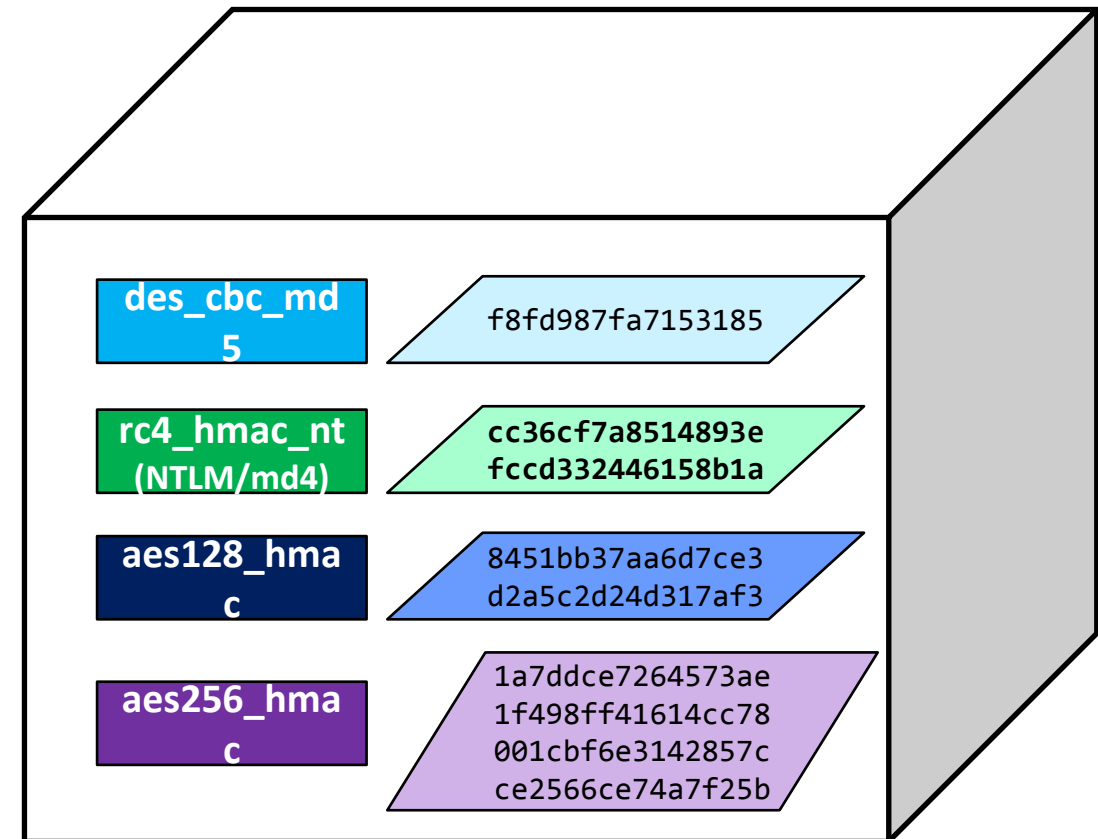 des_cbc_md
5
f8fd987fa7153185
rc4_hmac_nt
(NTLM/md4)
cc36cf7a8514893e
fccd332446158b1a
aes128_hma
c
8451bb37aa6d7ce3
d2a5c2d24d317af3
aes256_hma
c
1a7ddce7264573ae
1f498ff41614cc78
001cbf6e3142857c
ce2566ce74a7f25b